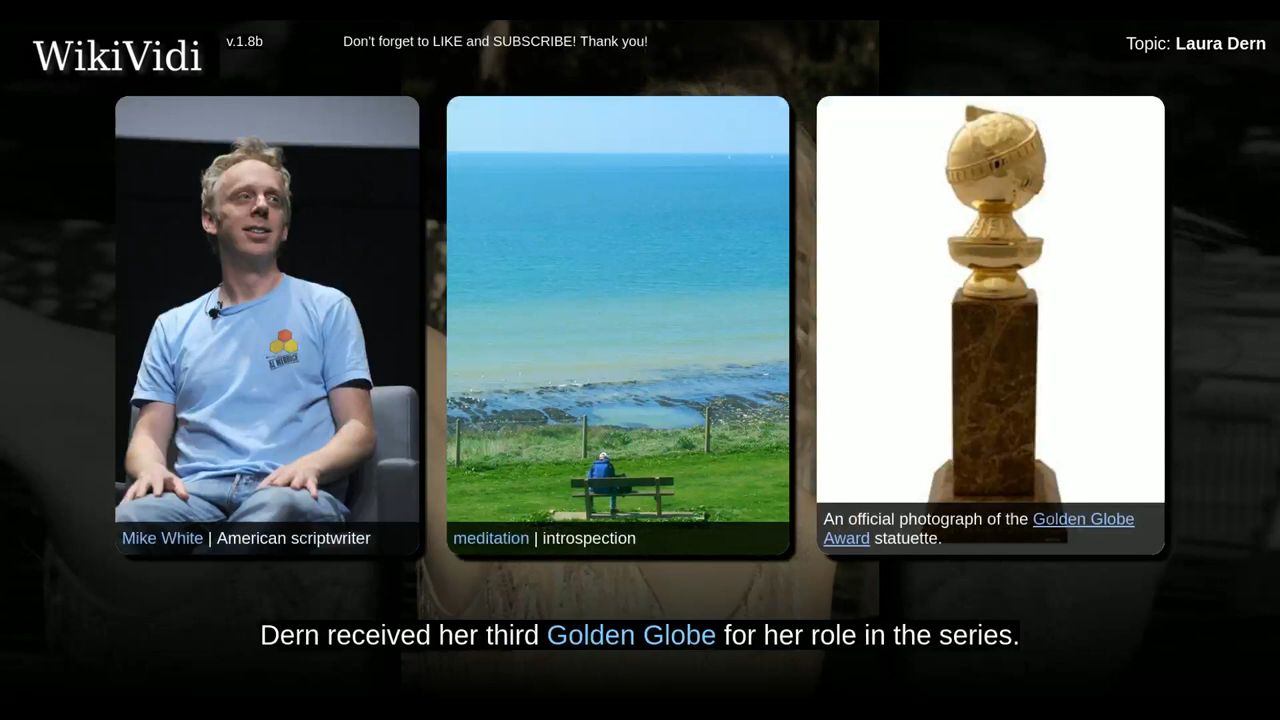 WikiVidi
v.1.8b
Don't forget to LIKE and SUBSCRIBE! Thank you!
Topic: Laura Dern
Mike White | American scriptwriter
meditation | introspection
An official photograph of the Golden Globe
Award statuette.
Dern received her third Golden Globe for her role in the series.